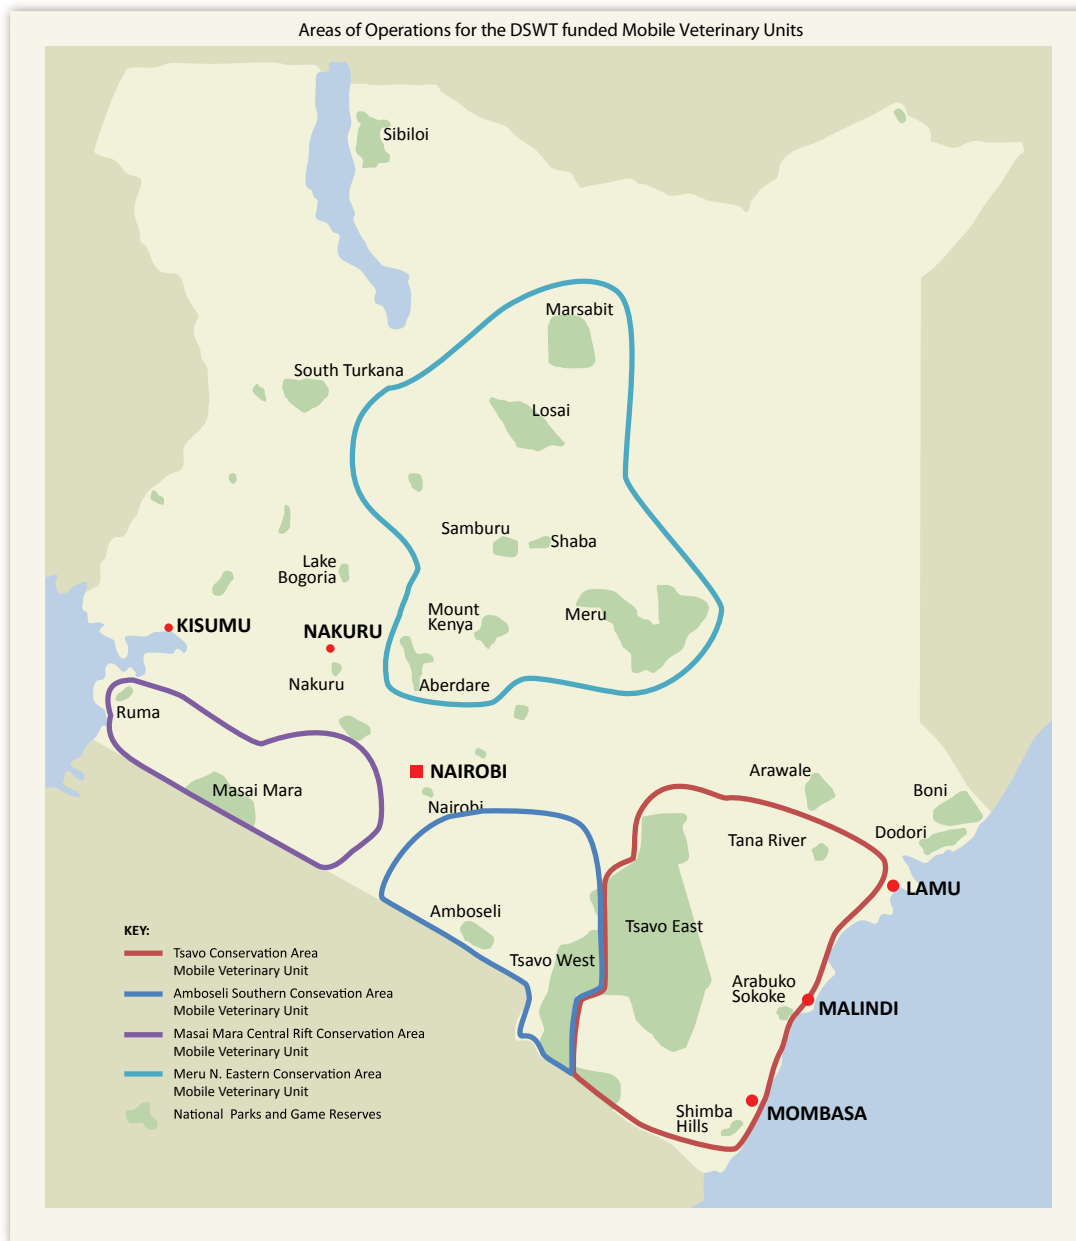 Areas of Operations for the DSWT funded Mobile Veterinary Units
Sibiloi
Marsabit
South Turkana
Losai
Samburu
Shaba
Lake
Bogoria
Mount
Kenya
Meru
KISUMU
NAKURU
Nakuru
Aberdare
Ruma
Masai Mara
NAIROBI
Nairobi
Arawale
Boni
Dodori
Tana River
LAMU
Amboseli
Tsavo East
Tsavo West
Arabuko
Sokoke
MALINDI
Shimba
Hills
MOMBASA
KEY:
Tsavo Conservation Area
Mobile Veterinary Unit
Amboseli Southern Consevation Area
Mobile Veterinary Unit
Masai Mara Central Rift Conservation Area
Mobile Veterinary Unit
Meru N. Eastern Conservation Area
Mobile Veterinary Unit
National Parks and Game Reserves